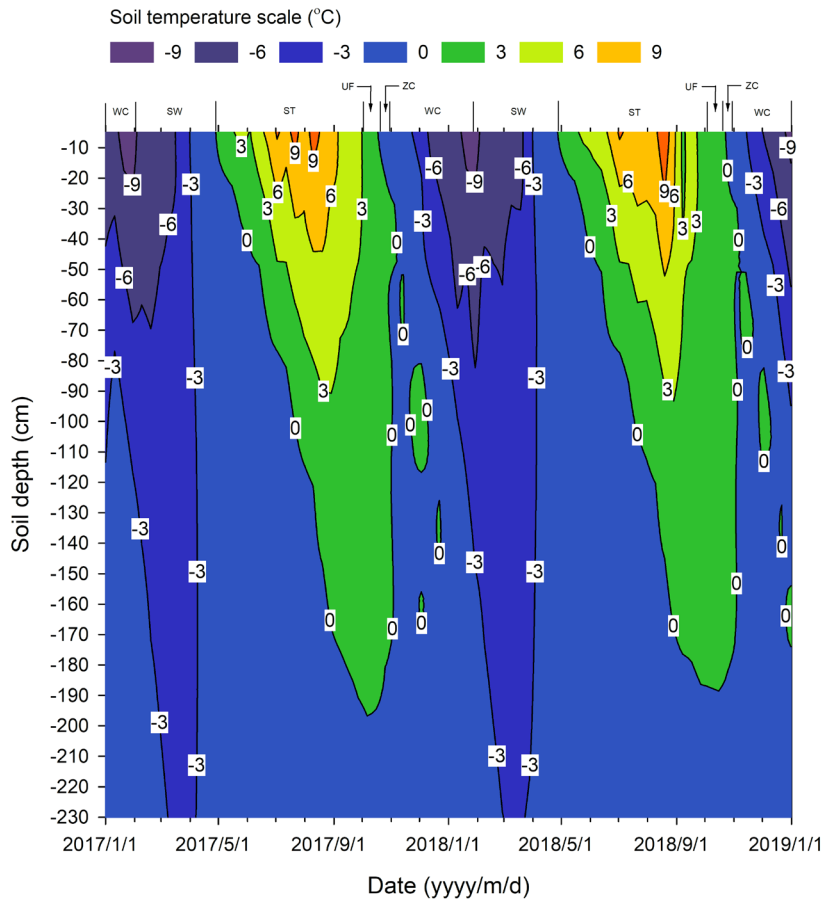 Soil temperature scale (°C)
-9 -6 -3 0 3 6 9
UF ZC UF ZC
WC SW ST WC SW ST WC
-10 3 9 9 -9
-20 -9 -3 -16 -9 -16 -3 6 9 0 -3
-30 -6 3 6 6 3 -3 3 6 3 3 -6
-40 0 0 0 0
-50 -6 -6 -6 -3
-60
-70 0 0
-80 -3 -3 -3 -3 -3
-90 3 3 0
-100 0 0 0 0 0
-110 0
-120
-130 -3
-140 0 0
-150 -3 -3 -3 0
-160 0 0 0 0
-170 0
-180
-190
-200 -3
-210 -3 -3 -3
-220
-230
Soil depth (cm)
2017/1/1 2017/5/1 2017/9/1 2018/1/1 2018/5/1 2018/9/1 2019/1/1
Date (yyyy/m/d)